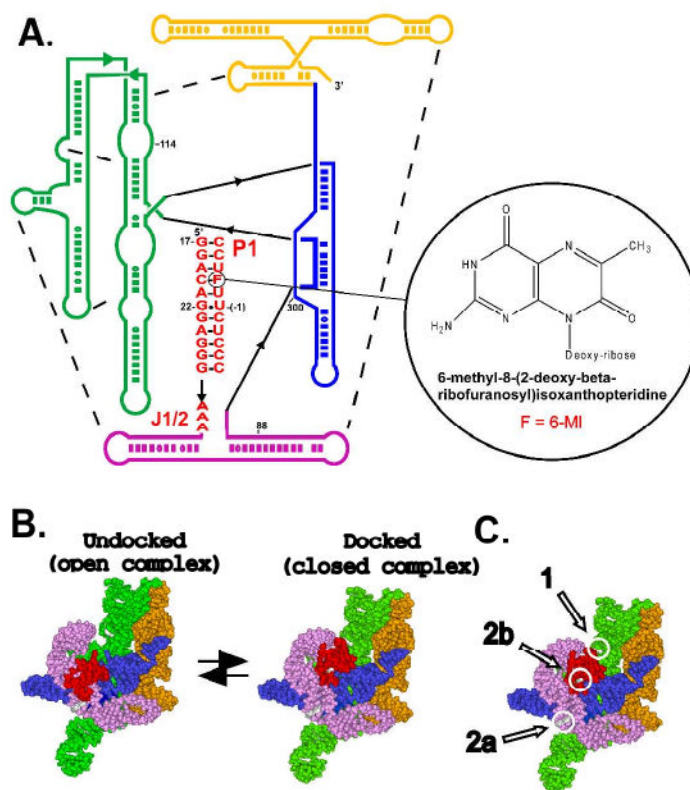 A.
3'
-114
5'
P1
17-G C
G C
A U
C F
A U
22-G U-(-1)
G C
A U
G C
G C
G C
300
A
A
A
J1/2
88
O
N
CH₃
HN
H₂N
N
N
O
Deoxy-ribose
6-methyl-8-(2-deoxy-beta-
ribofuranosyl)isoxanthopteridine
F = 6-MI
B.
Undocked
(open complex)
Docked
(closed complex)
C.
1
2b
2a